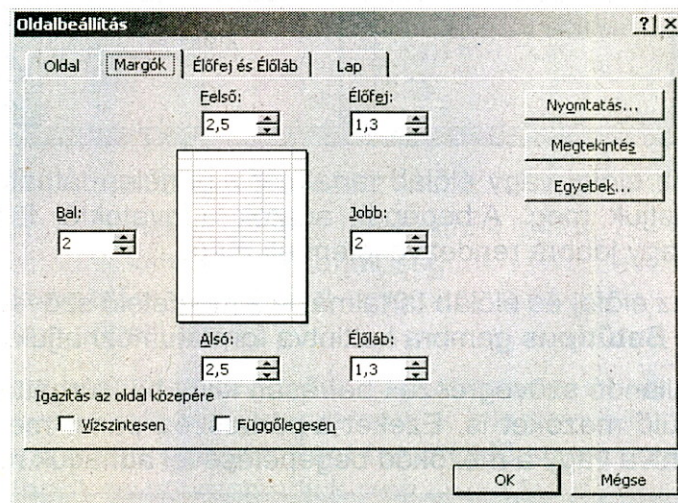 Oldalbeállítás
Oldal Margók Élőfej és Élőláb Lap
Felső: Élőfej:
2,5 1,3
Nyomtatás...
Megtekintés
Egyebek...
Bal: Jobb:
2 2
Alsó: Élőláb:
2,5 1,3
Igazítás az oldal közepére
Vízszintesen Függőlegesen
OK Mégse